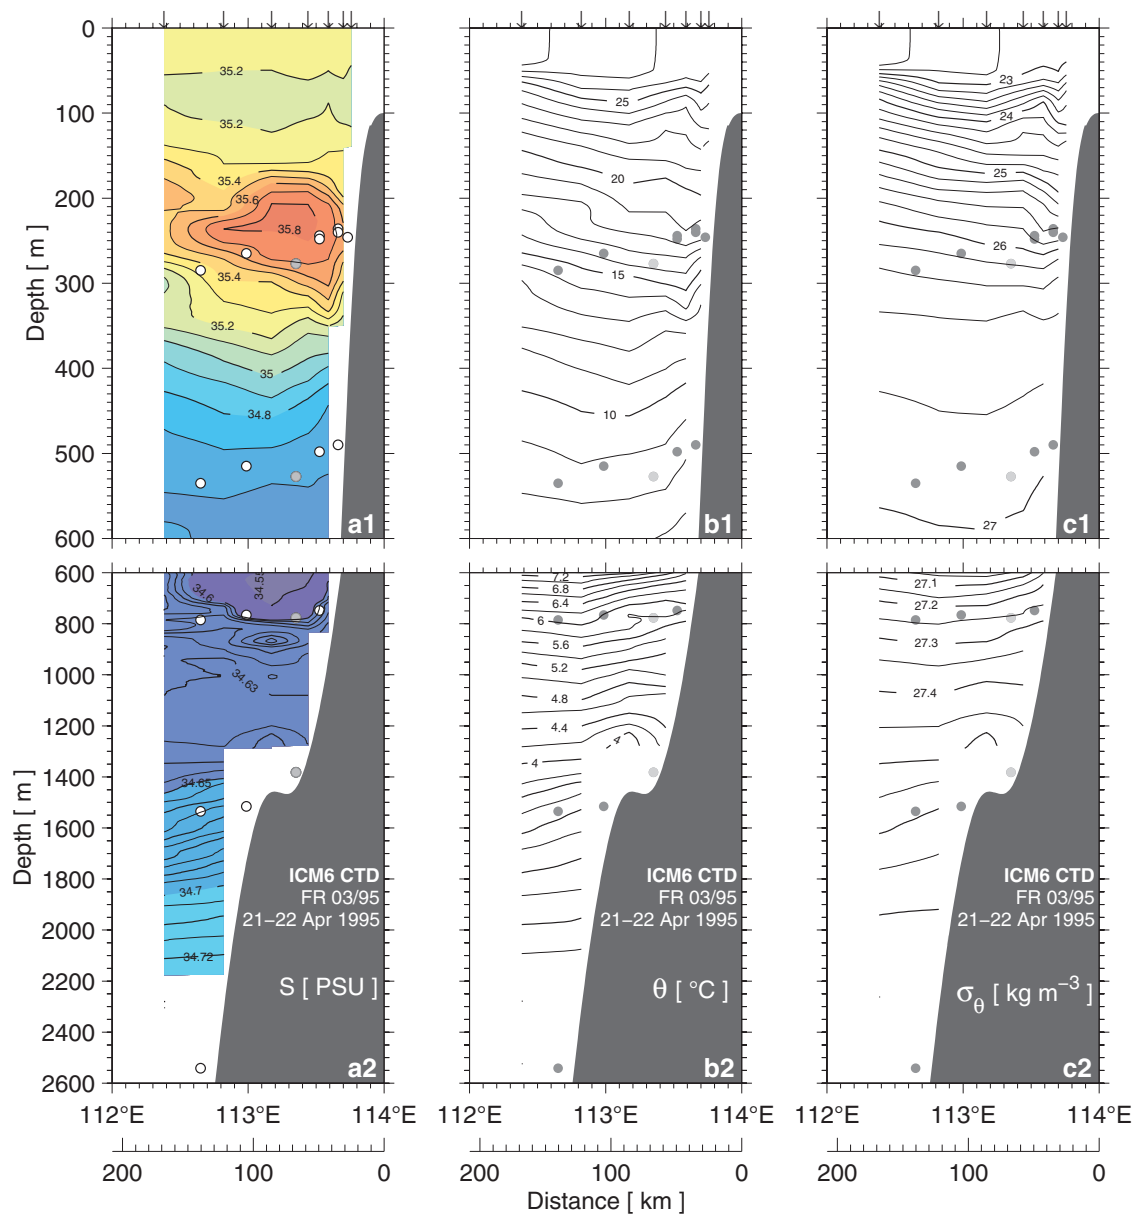 0
100
200
300
400
500
600
Depth [ m ]
35.2
35.2
35.4
35.6
35.8
35.4
35.2
35
34.8
a1
25
20
15
10
b1
23
24
25
26
27
c1
600
800
1000
1200
1400
1600
1800
2000
2200
2400
2600
Depth [ m ]
34.6
34.55
34.63
34.65
34.7
34.72
ICM6 CTD
FR 03/95
21–22 Apr 1995
S [ PSU ]
a2
7.2
6.8
6.4
6
5.6
5.2
4.8
4.4
4
4
ICM6 CTD
FR 03/95
21–22 Apr 1995
θ [ °C ]
b2
27.1
27.2
27.3
27.4
ICM6 CTD
FR 03/95
21–22 Apr 1995
σθ [ kg m−3 ]
c2
112°E 113°E 114°E
112°E 113°E 114°E
112°E 113°E 114°E
200 100 0
200 100 0
200 100 0
Distance [ km ]